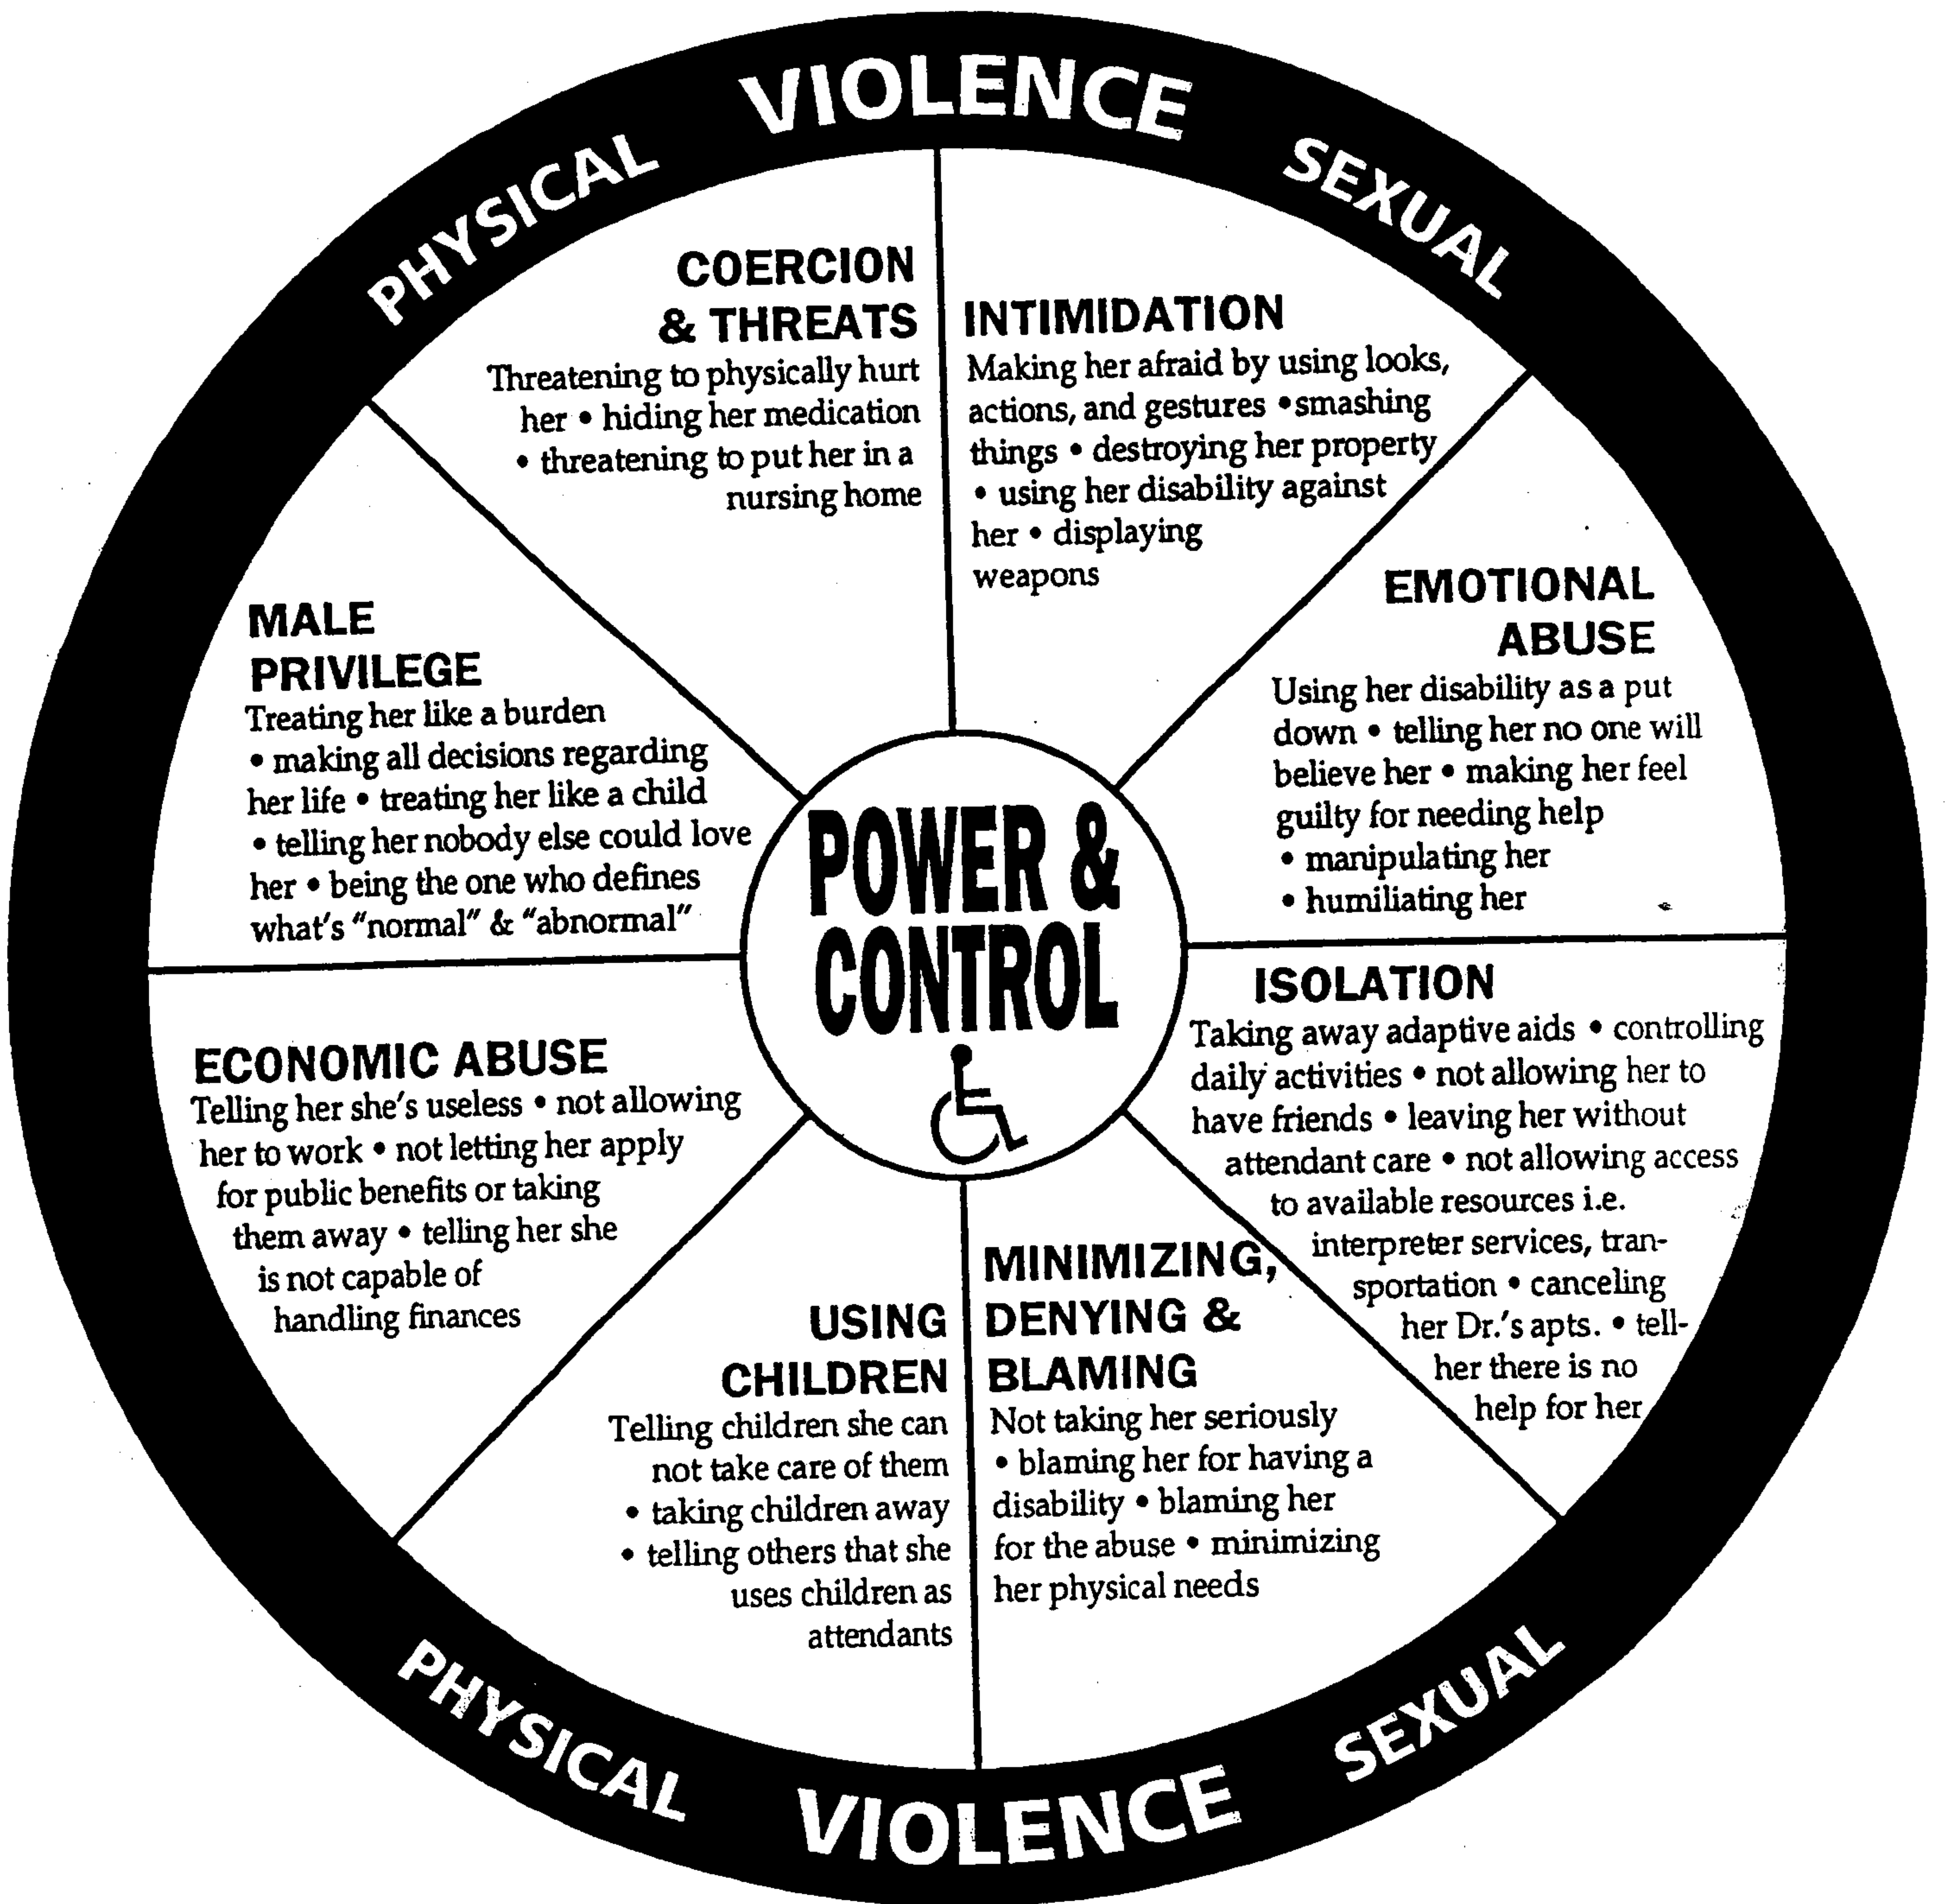 PHYSICAL VIOLENCE SEXUAL
COERCION
& THREATS
Threatening to physically hurt
her • hiding her medication
• threatening to put her in a
nursing home
INTIMIDATION
Making her afraid by using looks,
actions, and gestures •smashing
things • destroying her property
• using her disability against
her • displaying
weapons
EMOTIONAL
ABUSE
Using her disability as a put
down • telling her no one will
believe her • making her feel
guilty for needing help
• manipulating her
• humiliating her
ISOLATION
Taking away adaptive aids • controlling
daily activities • not allowing her to
have friends • leaving her without
attendant care • not allowing access
to available resources i.e.
interpreter services, tran-
sportation • canceling
her Dr.'s apts. • tell-
her there is no
help for her
MINIMIZING,
DENYING &
BLAMING
Not taking her seriously
• blaming her for having a
disability • blaming her
for the abuse • minimizing
her physical needs
USING
CHILDREN
Telling children she can
not take care of them
• taking children away
• telling others that she
uses children as
attendants
ECONOMIC ABUSE
Telling her she's useless • not allowing
her to work • not letting her apply
for public benefits or taking
them away • telling her she
is not capable of
handling finances
MALE
PRIVILEGE
Treating her like a burden
• making all decisions regarding
her life • treating her like a child
• telling her nobody else could love
her • being the one who defines
what's "normal" & "abnormal"
POWER &
CONTROL
PHYSICAL VIOLENCE SEXUAL